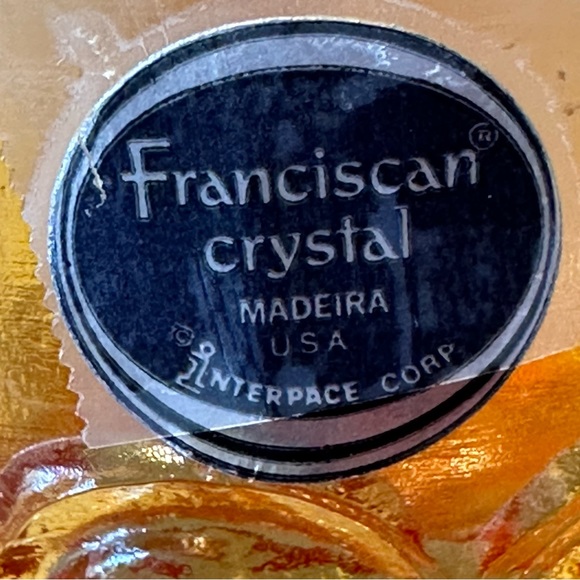 Franciscan®
crystal
MADEIRA
USA
© INTERPACE CORP.